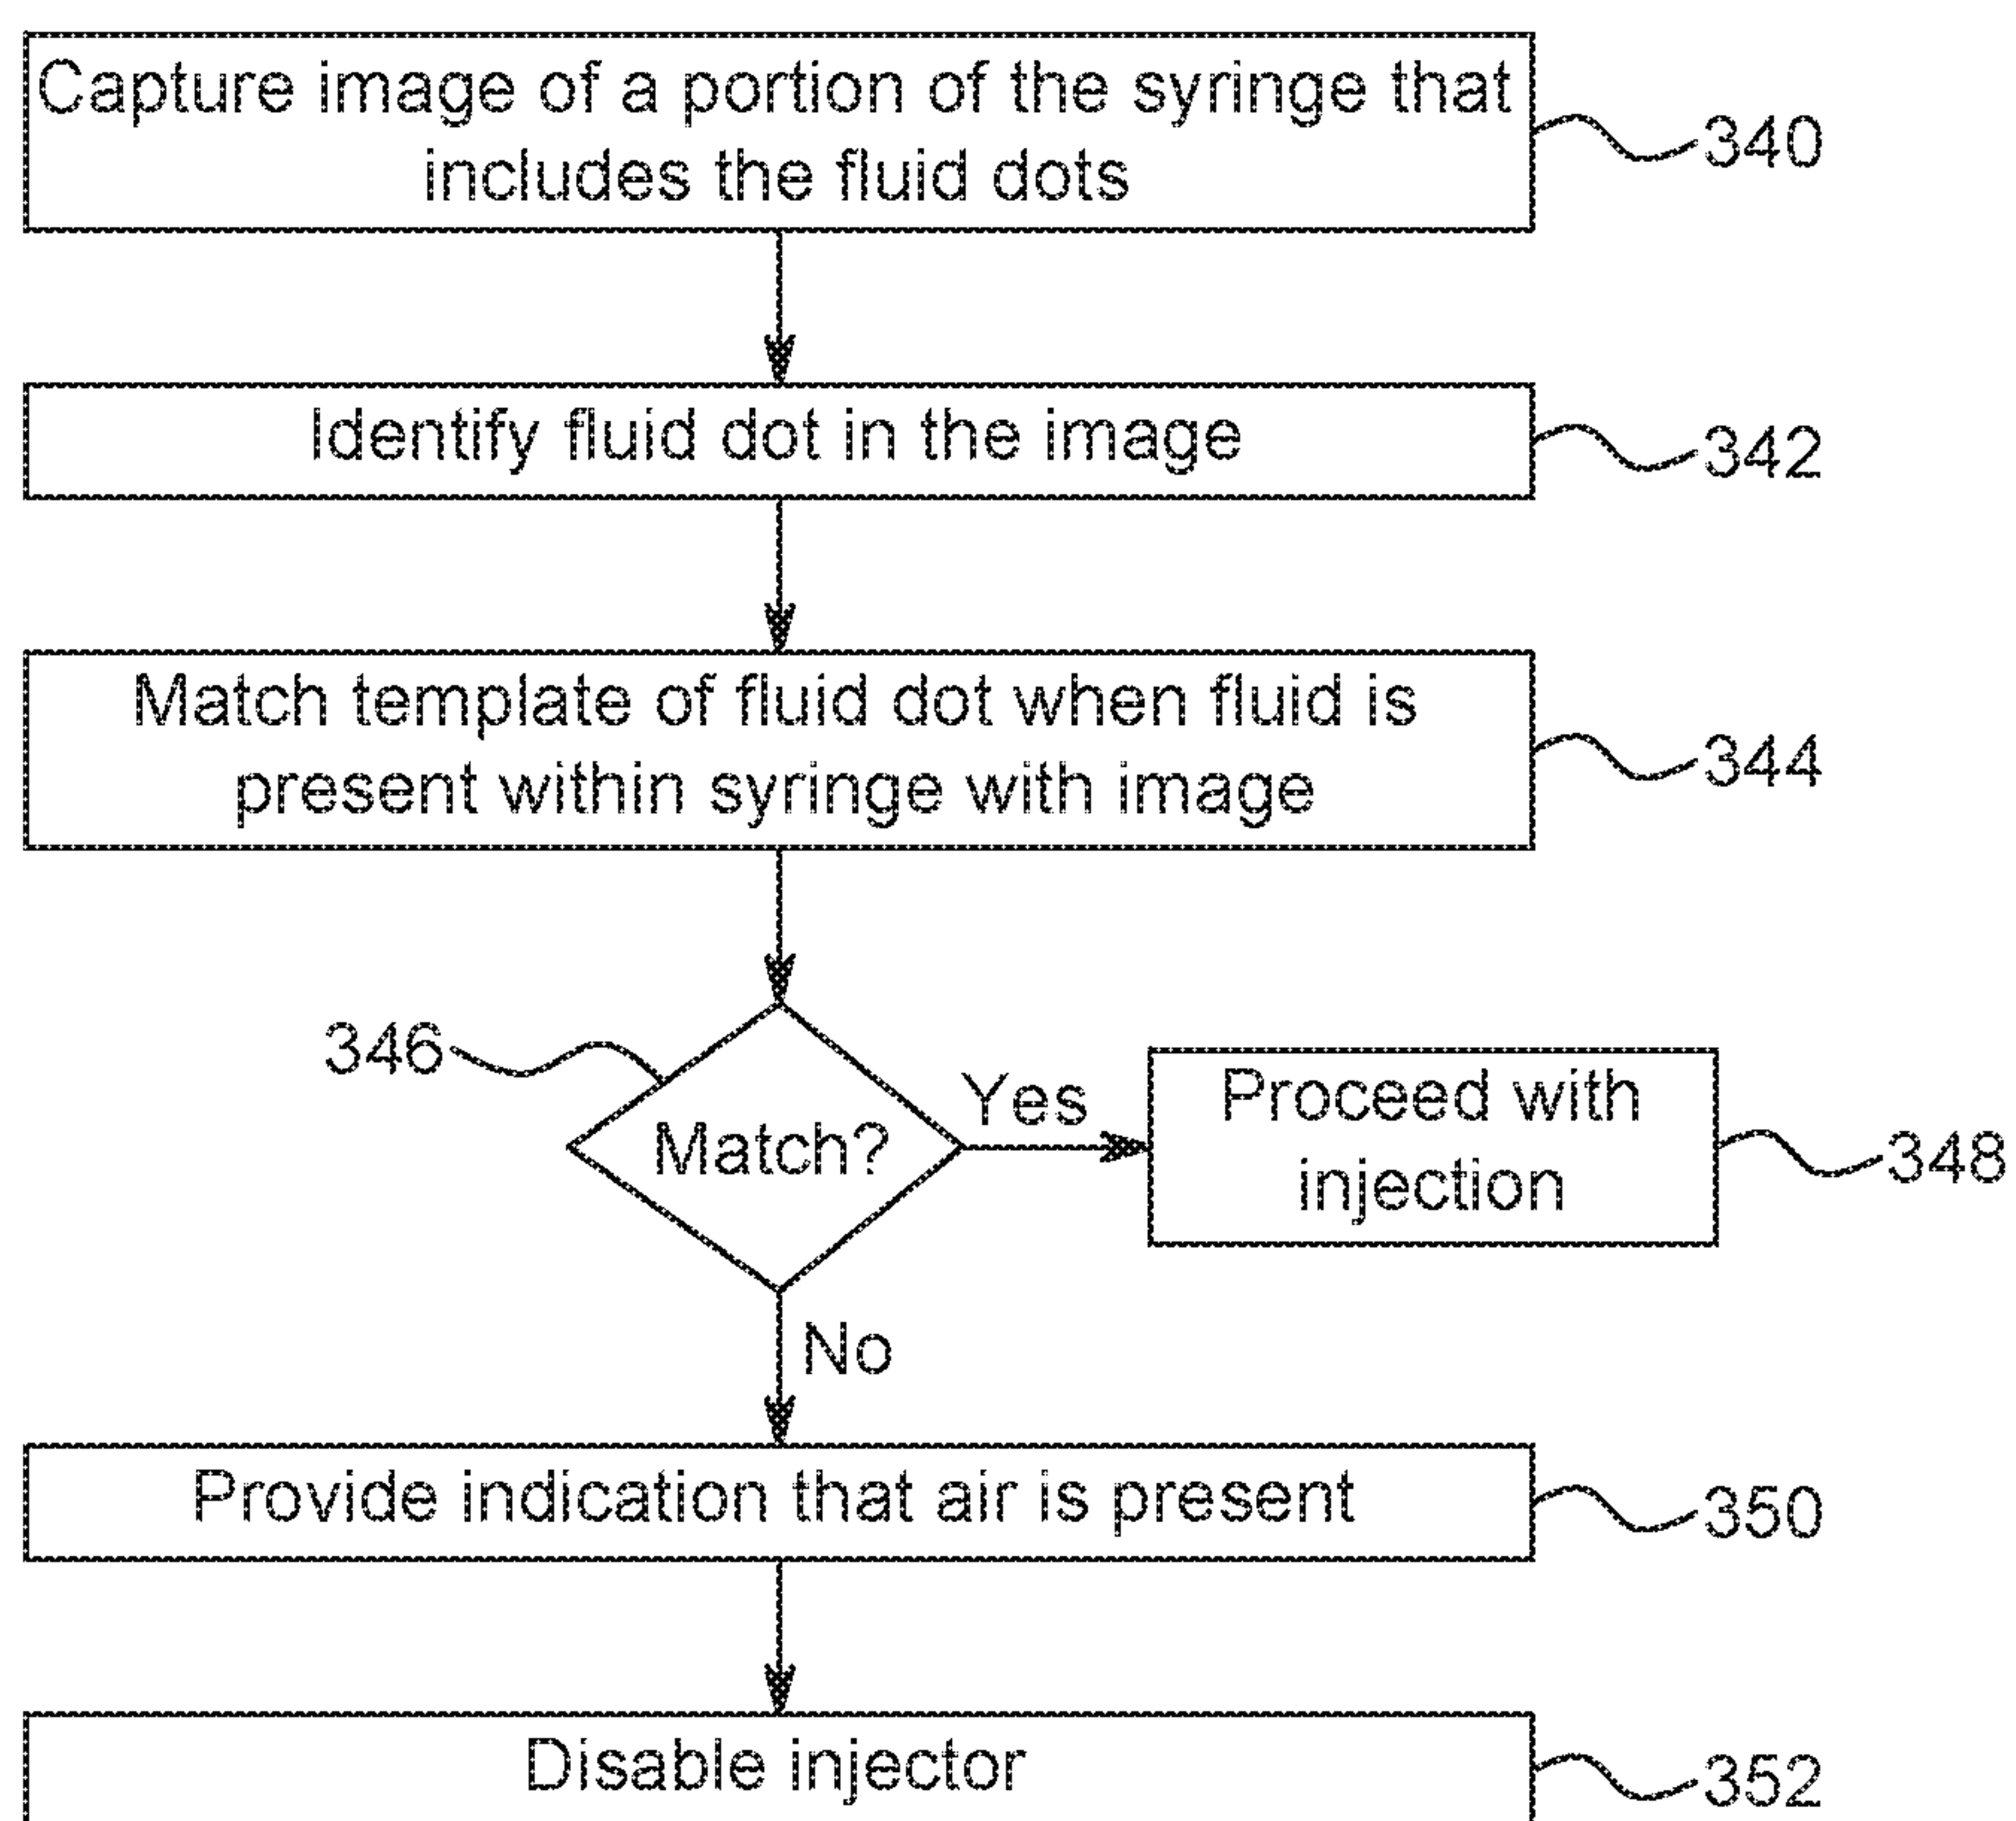 Capture image of a portion of the syringe that
includes the fluid dots
340
Identify fluid dot in the image
342
Match template of fluid dot when fluid is
present within syringe with image
344
346
Match?
Yes
Proceed with
injection
348
No
Provide indication that air is present
350
Disable injector
352